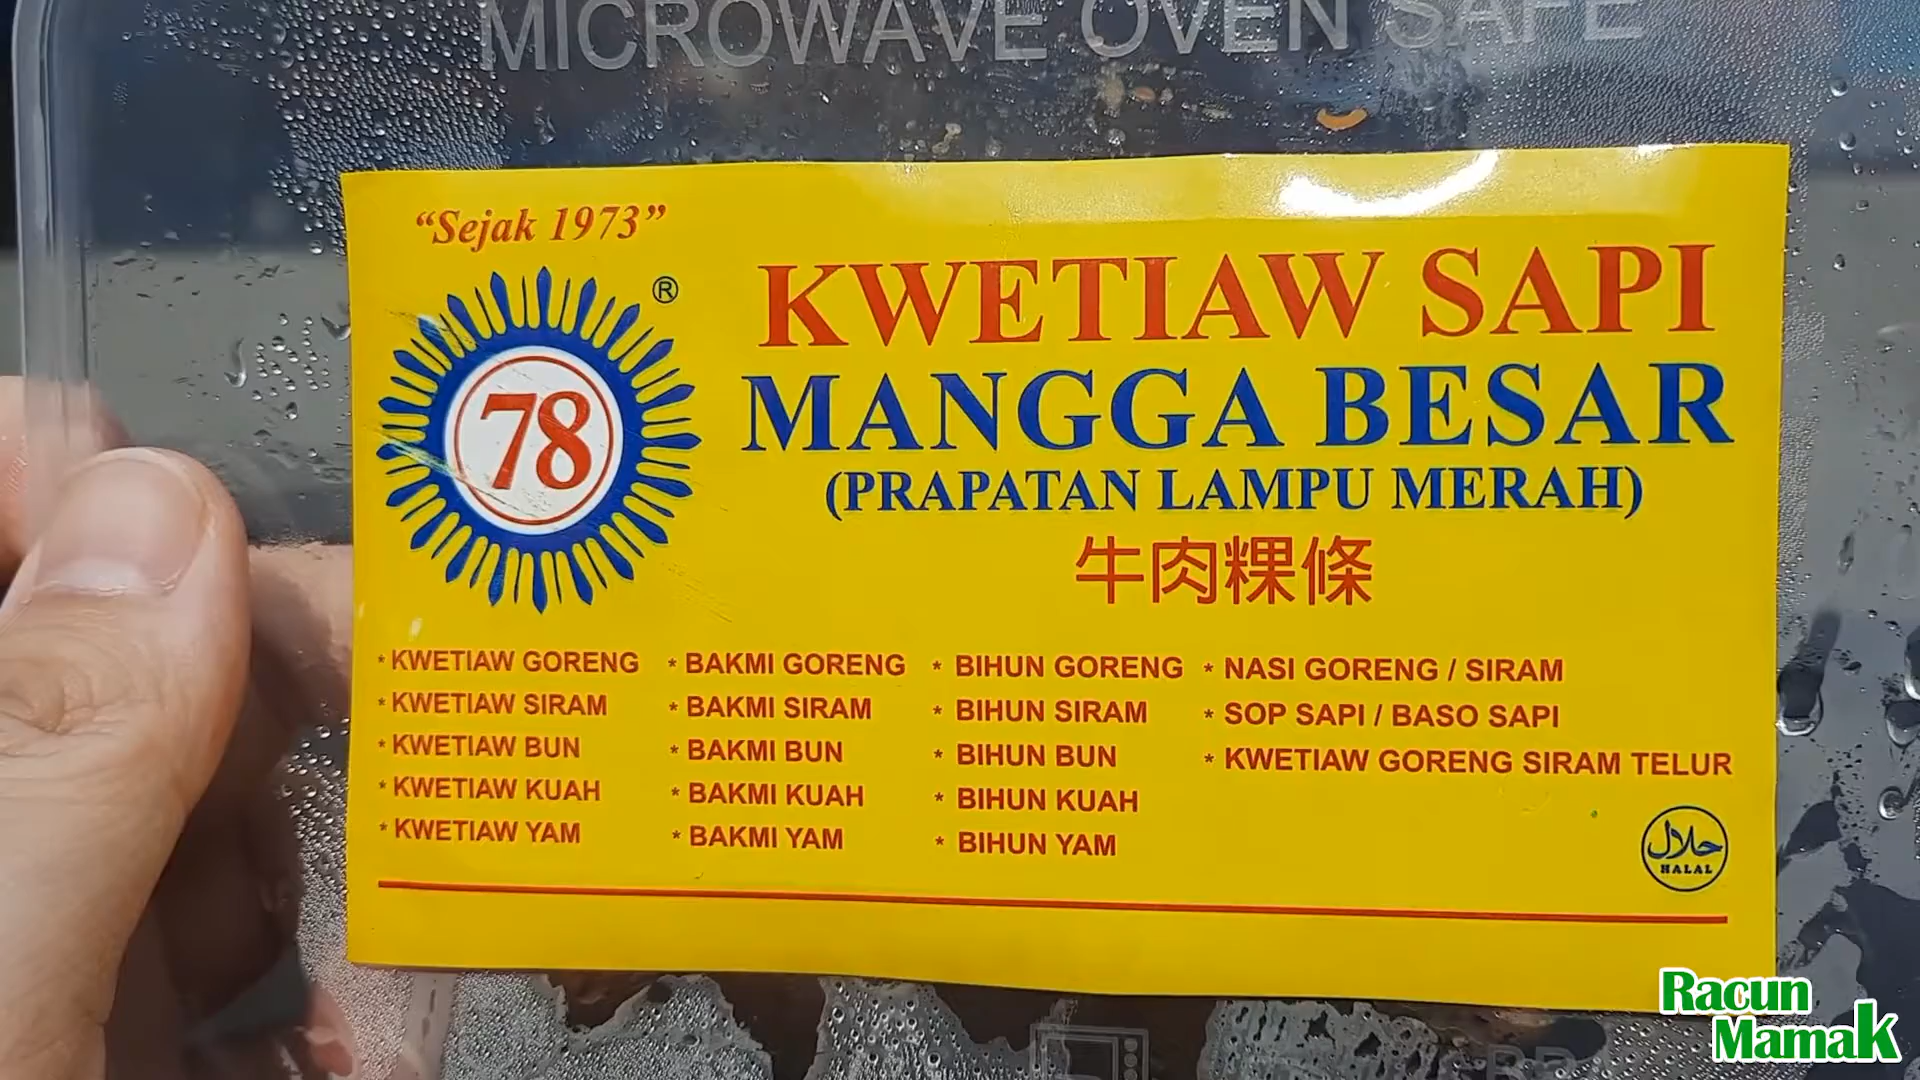 MICROWAVE OVEN SAFE
“Sejak 1973”
®
78
KWETIAW SAPI
MANGGA BESAR
(PRAPATAN LAMPU MERAH)
牛肉粿條
* KWETIAW GORENG
* KWETIAW SIRAM
* KWETIAW BUN
* KWETIAW KUAH
* KWETIAW YAM
* BAKMI GORENG
* BAKMI SIRAM
* BAKMI BUN
* BAKMI KUAH
* BAKMI YAM
* BIHUN GORENG
* BIHUN SIRAM
* BIHUN BUN
* BIHUN KUAH
* BIHUN YAM
* NASI GORENG / SIRAM
* SOP SAPI / BASO SAPI
* KWETIAW GORENG SIRAM TELUR
حلال
HALAL
Racun
MamaK